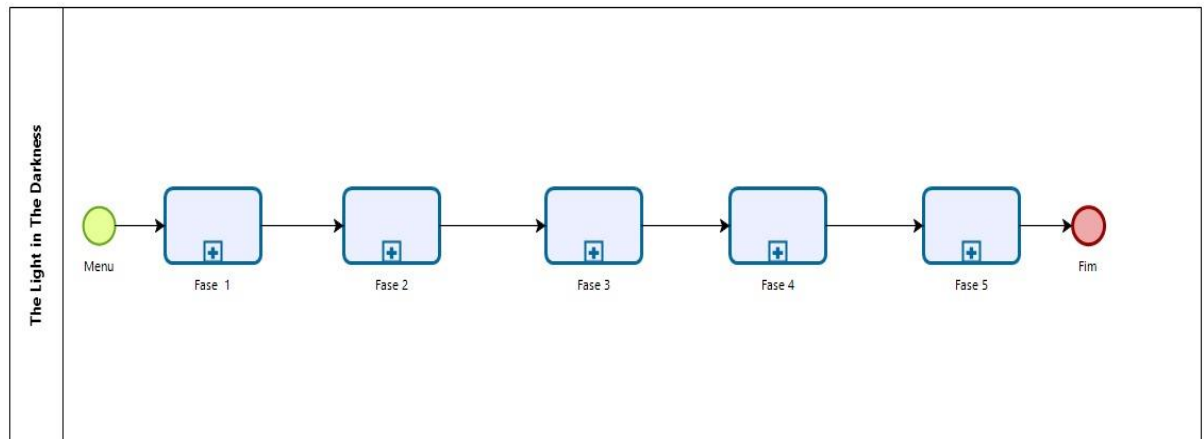 The Light in The Darkness
Menu
Fase 1
Fase 2
Fase 3
Fase 4
Fase 5
Fim